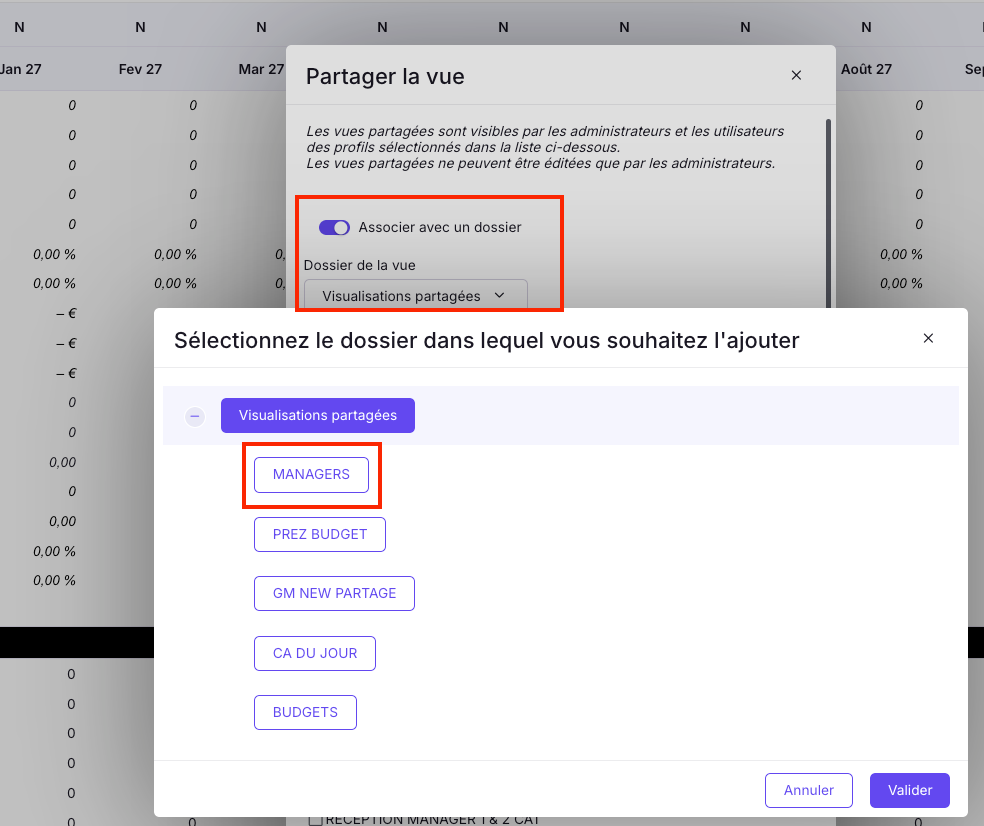 N N N N N N N N
Jan 27 Fev 27 Mar 27 Août 27 Sep
Partager la vue
Les vues partagées sont visibles par les administrateurs et les utilisateurs
des profils sélectionnés dans la liste ci-dessous.
Les vues partagées ne peuvent être éditées que par les administrateurs.
0 0 0
0 0 0
0 0 0
0 0 0
0 0 0
Associer avec un dossier
0,00 % 0,00 % 0, 0,00 %
Dossier de la vue
0,00 % 0,00 % 0, 0,00 %
Visualisations partagées
– €
– €
– €
0
0
0,00
0
0,00
0,00 %
0,00 %
Sélectionnez le dossier dans lequel vous souhaitez l'ajouter
Visualisations partagées
MANAGERS
PREZ BUDGET
GM NEW PARTAGE
CA DU JOUR
BUDGETS
0
0
0
0
0
Annuler Valider
0 0 RECEPTION MANAGER 1 & 2 CAT 0